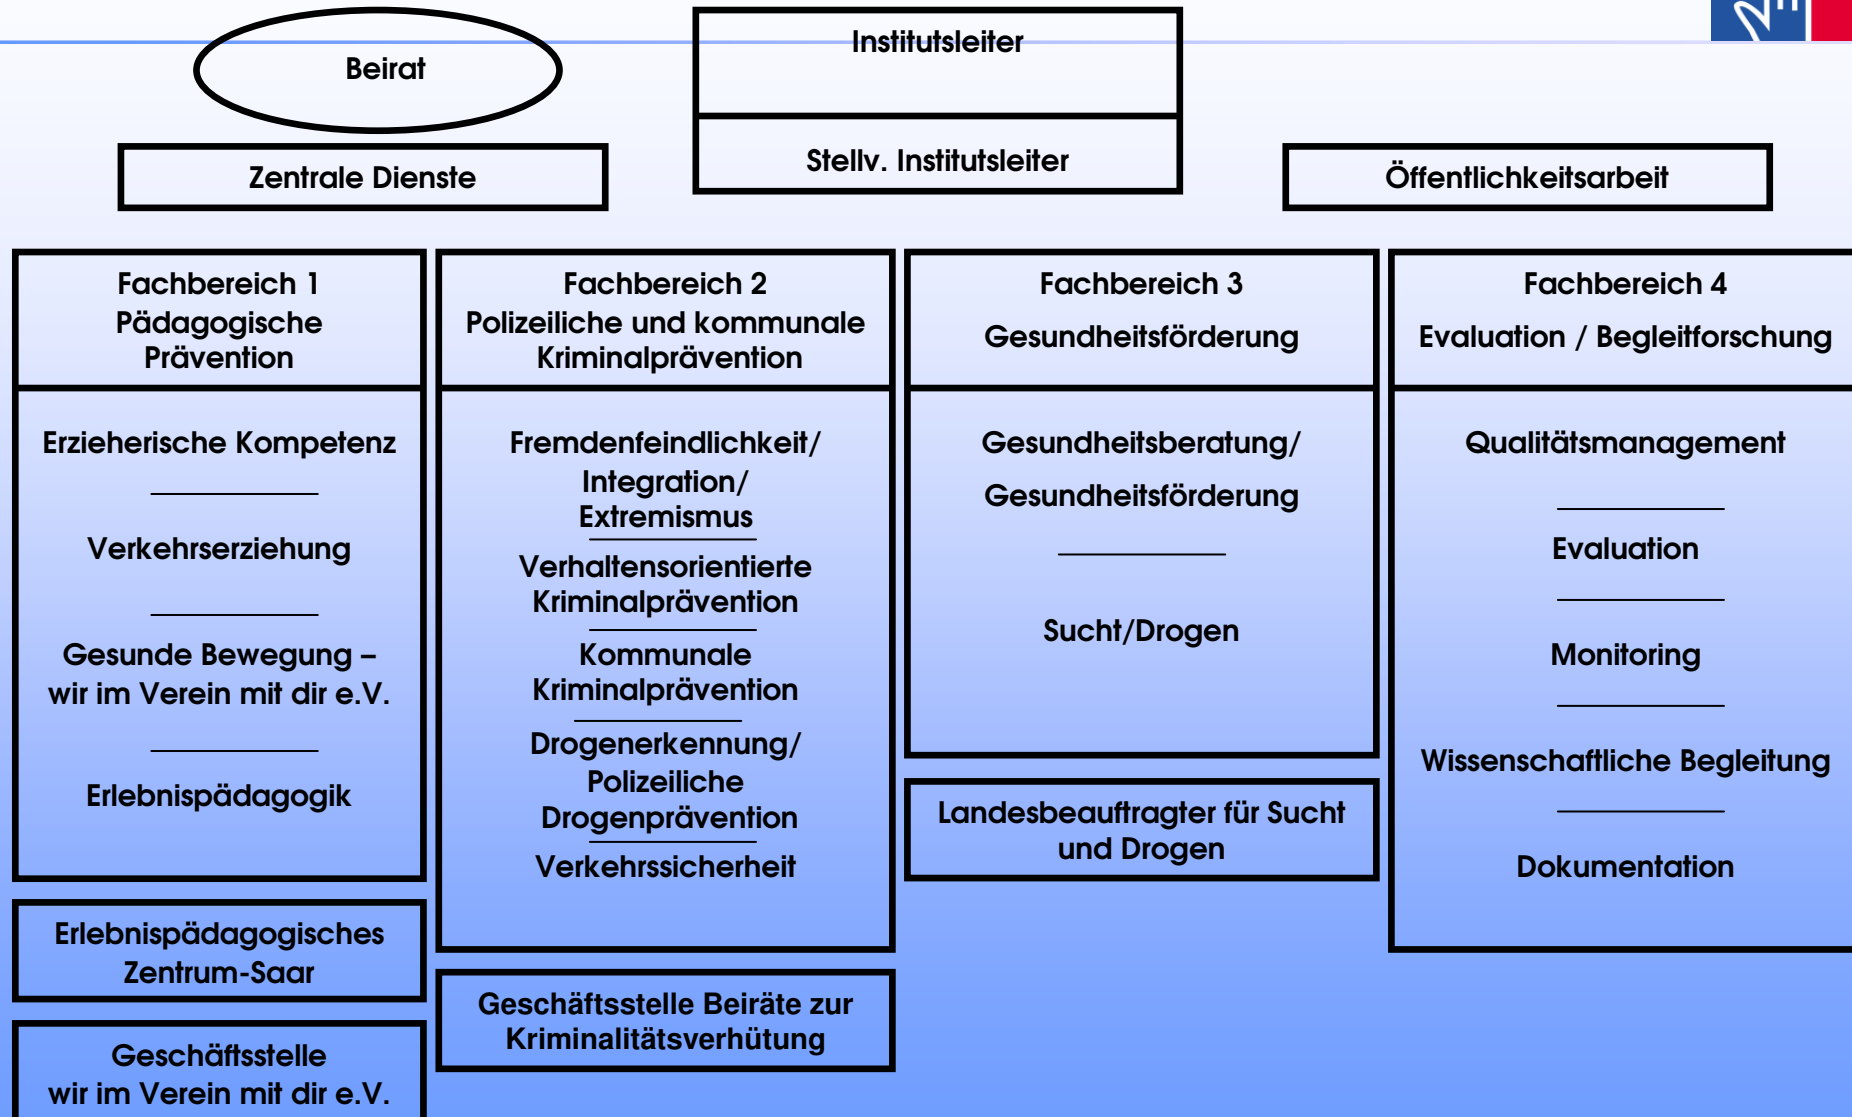 Beirat
Institutsleiter
Stellv. Institutsleiter
Zentrale Dienste
Öffentlichkeitsarbeit
Fachbereich 1
Pädagogische
Prävention
Erzieherische Kompetenz
Verkehrserziehung
Gesunde Bewegung –
wir im Verein mit dir e.V.
Erlebnispädagogik
Erlebnispädagogisches
Zentrum-Saar
Geschäftsstelle
wir im Verein mit dir e.V.
Fachbereich 2
Polizeiliche und kommunale
Kriminalprävention
Fremdenfeindlichkeit/
Integration/
Extremismus
Verhaltensorientierte
Kriminalprävention
Kommunale
Kriminalprävention
Drogenerkennung/
Polizeiliche
Drogenprävention
Verkehrssicherheit
Geschäftsstelle Beiräte zur
Kriminalitätsverhütung
Fachbereich 3
Gesundheitsförderung
Gesundheitsberatung/
Gesundheitsförderung
Sucht/Drogen
Landesbeauftragter für Sucht
und Drogen
Fachbereich 4
Evaluation / Begleitforschung
Qualitätsmanagement
Evaluation
Monitoring
Wissenschaftliche Begleitung
Dokumentation